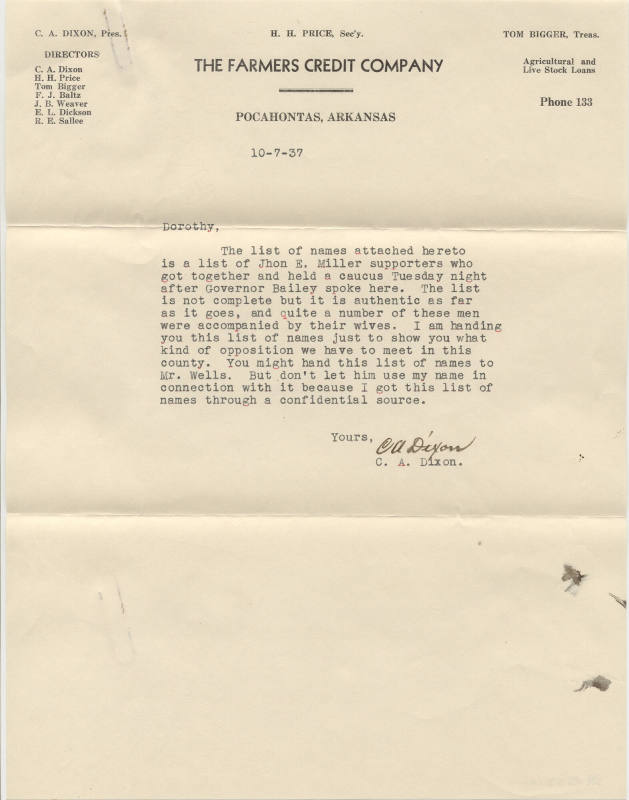 C. A. DIXON, Pres.
H. H. PRICE, Sec'y.
TOM BIGGER, Treas.
DIRECTORS
C. A. Dixon
H. H. Price
Tom Bigger
F. J. Baltz
J. B. Weaver
E. L. Dickson
R. E. Sallee
THE FARMERS CREDIT COMPANY
Agricultural and
Live Stock Loans
Phone 133
POCAHONTAS, ARKANSAS
10-7-37
Dorothy,
The list of names attached hereto
is a list of Jhon E. Miller supporters who
got together and held a caucus Tuesday night
after Governor Bailey spoke here. The list
is not complete but it is authentic as far
as it goes, and quite a number of these men
were accompanied by their wives. I am handing
you this list of names just to show you what
kind of opposition we have to meet in this
county. You might hand this list of names to
Mr. Wells. But don't let him use my name in
connection with it because I got this list of
names through a confidential source.
Yours,
C A Dixon
C. A. Dixon.